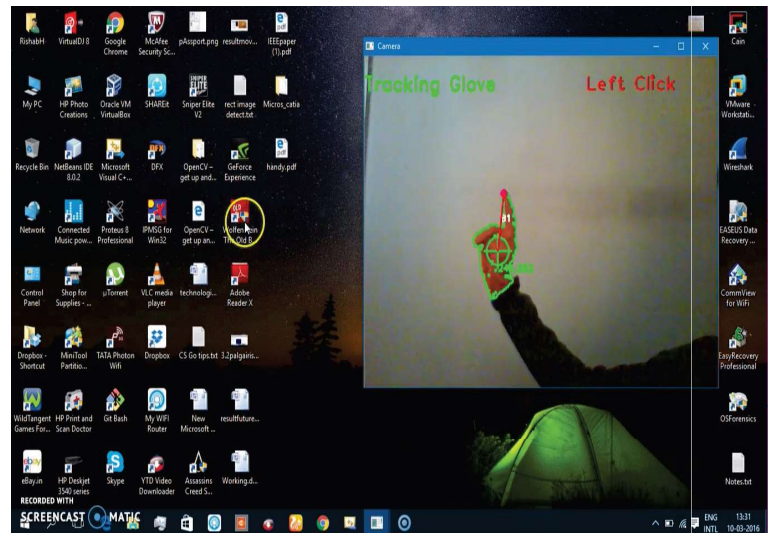 RishabH
VirtualDJ 8
Google
Chrome
McAfee
Security Sc...
pAssport.png
resultmov...
IEEEpaper
(1).pdf
Cain
My PC
HP Photo
Creations
Oracle VM
VirtualBox
SHAREit
Sniper Elite
V2
rect image
detect.txt
Micros_catia
VMware
Workstati...
Recycle Bin
NetBeans IDE
8.0.2
Microsoft
Visual C+...
DFX
OpenCV –
get up and...
GeForce
Experience
handy.pdf
Wireshark
Network
Connected
Music pow...
Proteus 8
Professional
IPMSG for
Win32
OpenCV –
get up an...
The Old B...
EASEUS Data
Recovery ...
Control
Panel
Shop for
Supplies - ...
µTorrent
VLC media
player
technologi...
Adobe
Reader X
CommView
for WiFi
Dropbox -
Shortcut
MiniTool
Partitio...
TATA Photon
Wifi
Dropbox
CS Go tips.txt
3.2palgairis...
EasyRecovery
Professional
WildTangent
Games For...
HP Print and
Scan Doctor
Git Bash
My WIFI
Router
New
Microsoft ...
resultfuture...
OSForensics
eBay.in
HP Deskjet
3540 series
Skype
YTD Video
Downloader
Assassins
Creed S...
Working.d...
Notes.txt
Camera
Tracking Glove
Left Click
RECORDED WITH
SCREENCAST MATIC
ENG
INTL
13:31
10-03-2016